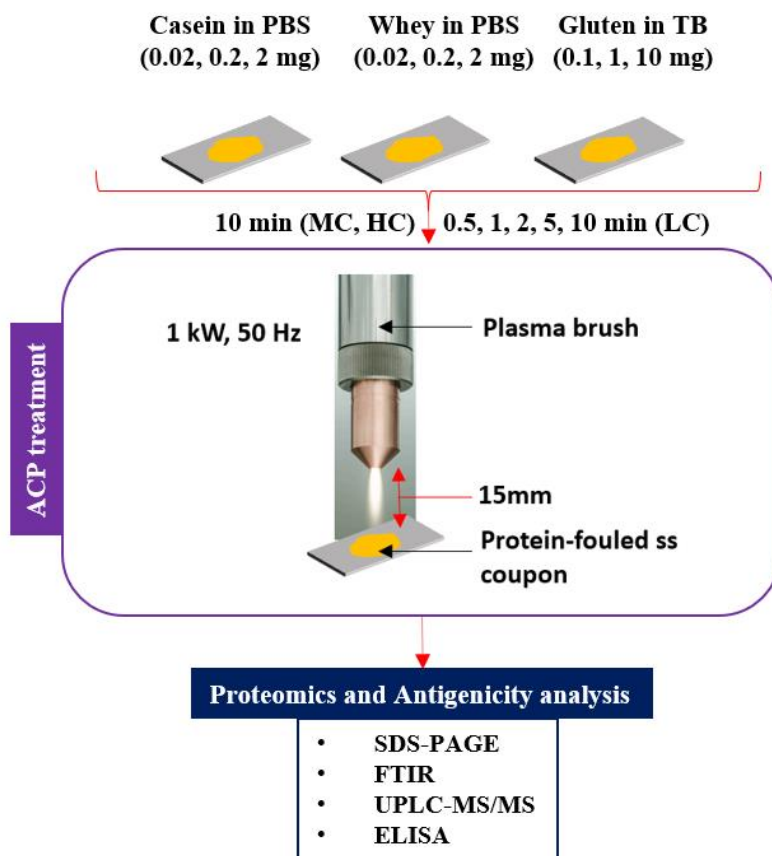 Casein in PBS
(0.02, 0.2, 2 mg)
Whey in PBS
(0.02, 0.2, 2 mg)
Gluten in TB
(0.1, 1, 10 mg)
10 min (MC, HC)
0.5, 1, 2, 5, 10 min (LC)
ACP treatment
1 kW, 50 Hz
Plasma brush
15mm
Protein-fouled ss
coupon
Proteomics and Antigenicity analysis
• SDS-PAGE
• FTIR
• UPLC-MS/MS
• ELISA